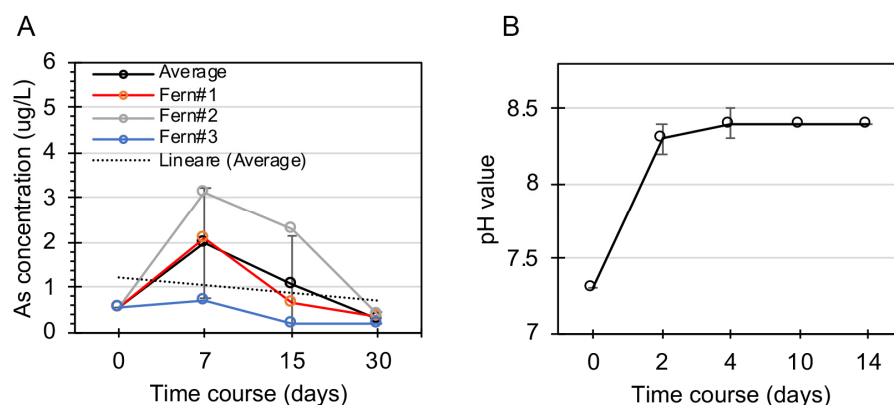 A
As concentration (ug/L)
6
5
4
3
2
1
0
Average
Fern#1
Fern#2
Fern#3
Lineare (Average)
0 7 15 30
Time course (days)
B
pH value
8.5
8
7.5
7
0 2 4 10 14
Time course (days)